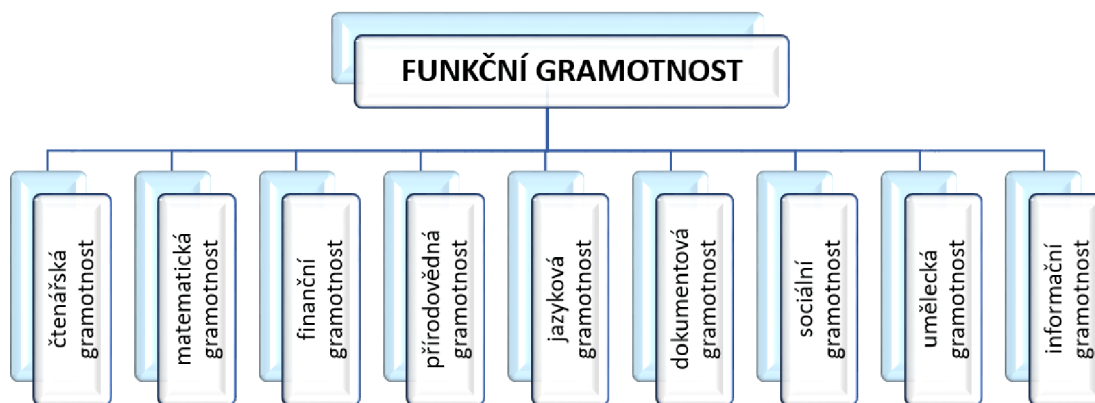 FUNKČNÍ GRAMOTNOST
čtenářská
gramotnost
matematická
gramotnost
finanční
gramotnost
přírodovědná
gramotnost
jazyková
gramotnost
dokumentová
gramotnost
sociální
gramotnost
umělecká
gramotnost
informační
gramotnost